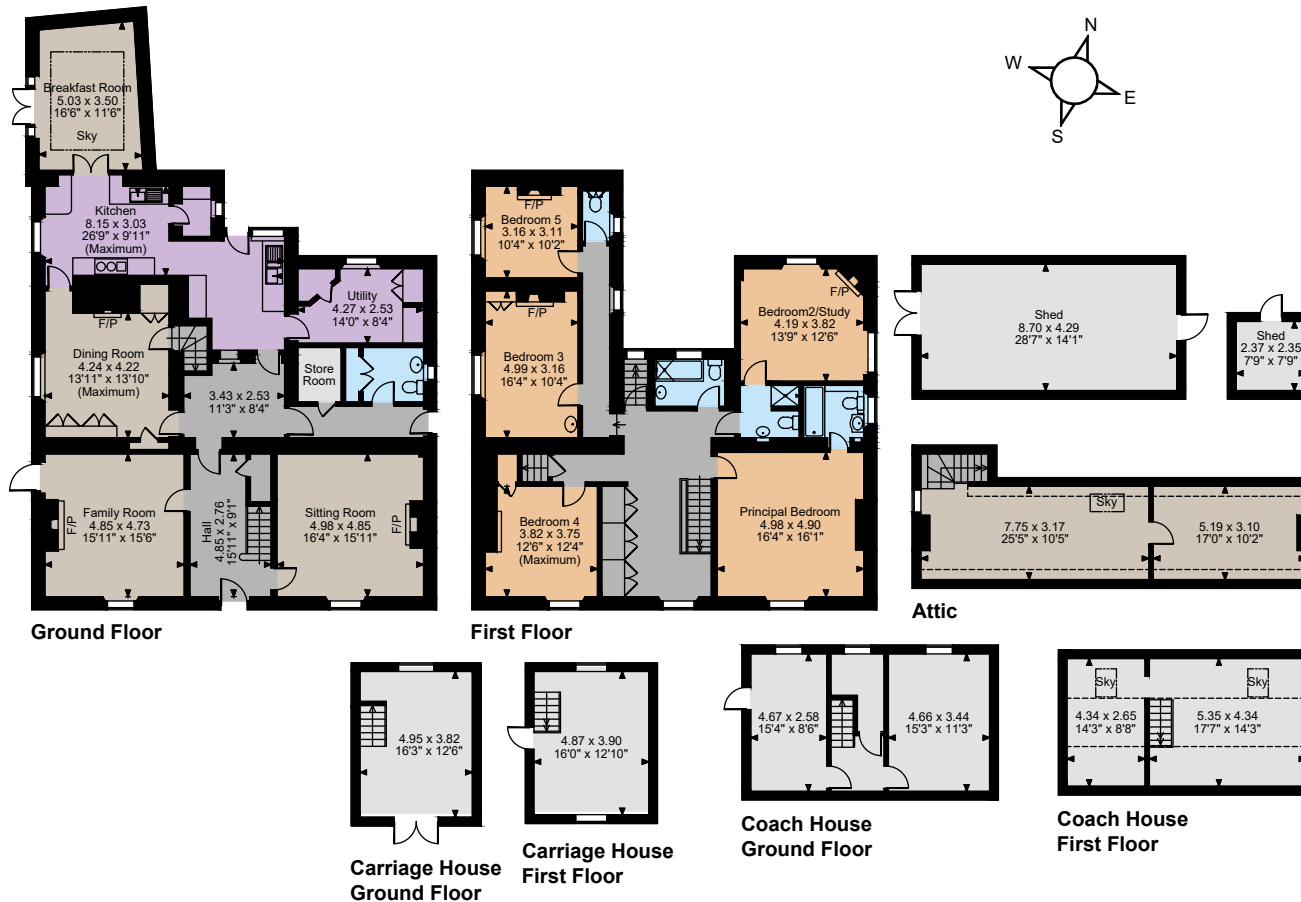 N
W
E
S
Breakfast Room
5.03 x 3.50
16'6" x 11'6"
Sky
Kitchen
8.15 x 3.03
26'9" x 9'11"
(Maximum)
Utility
4.27 x 2.53
14'0" x 8'4"
F/P
Dining Room
4.24 x 4.22
13'11" x 13'10"
(Maximum)
Store
Room
3.43 x 2.53
11'3" x 8'4"
Family Room
4.85 x 4.73
15'11" x 15'6"
F/P
Hall
4.85 x 2.76
15'11" x 9'1"
Sitting Room
4.98 x 4.85
16'4" x 15'11"
F/P
Ground Floor
F/P
Bedroom 5
3.16 x 3.11
10'4" x 10'2"
F/P
Bedroom 3
4.99 x 3.16
16'4" x 10'4"
F/P
Bedroom2/Study
4.19 x 3.82
13'9" x 12'6"
Bedroom 4
3.82 x 3.75
12'6" x 12'4"
(Maximum)
Principal Bedroom
4.98 x 4.90
16'4" x 16'1"
First Floor
Shed
8.70 x 4.29
28'7" x 14'1"
Shed
2.37 x 2.35
7'9" x 7'9"
Sky
7.75 x 3.17
25'5" x 10'5"
5.19 x 3.10
17'0" x 10'2"
Attic
4.95 x 3.82
16'3" x 12'6"
Carriage House
Ground Floor
4.87 x 3.90
16'0" x 12'10"
Carriage House
First Floor
4.67 x 2.58
15'4" x 8'6"
4.66 x 3.44
15'3" x 11'3"
Coach House
Ground Floor
Sky
Sky
4.34 x 2.65
14'3" x 8'8"
5.35 x 4.34
17'7" x 14'3"
Coach House
First Floor